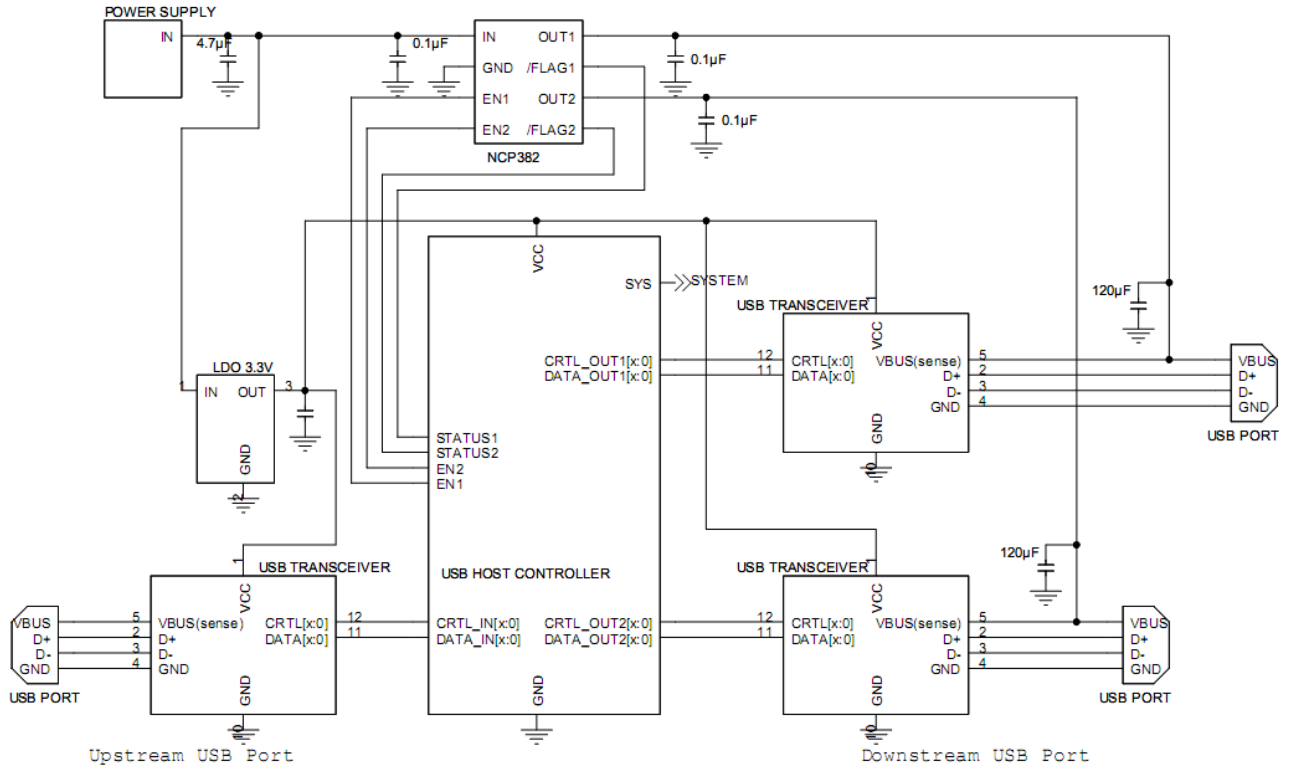 POWER SUPPLY
IN
4.7µF
0.1µF
IN
OUT1
GND
/FLAG1
EN1
OUT2
EN2
/FLAG2
NCP382
0.1µF
0.1µF
VCC
SYS
SYSTEM
120µF
USB TRANSCEIVER
1
VCC
CRTL_OUT1[x:0]
DATA_OUT1[x:0]
12
11
CRTL[x:0]
DATA[x:0]
VBUS(sense)
D+
D-
GND
5
2
3
4
VBUS
D+
D-
GND
USB PORT
GND
10
LDO 3.3V
1
IN
OUT
3
GND
2
STATUS1
STATUS2
EN2
EN1
120µF
1
USB TRANSCEIVER
VCC
USB HOST CONTROLLER
USB TRANSCEIVER
1
VCC
VBUS
D+
D-
GND
USB PORT
5
2
3
4
VBUS(sense)
D+
D-
GND
CRTL[x:0]
DATA[x:0]
12
11
CRTL_IN[x:0]
DATA_IN[x:0]
CRTL_OUT2[x:0]
DATA_OUT2[x:0]
12
11
CRTL[x:0]
DATA[x:0]
VBUS(sense)
D+
D-
GND
5
2
3
4
VBUS
D+
D-
GND
USB PORT
GND
10
GND
GND
10
Upstream USB Port
Downstream USB Port